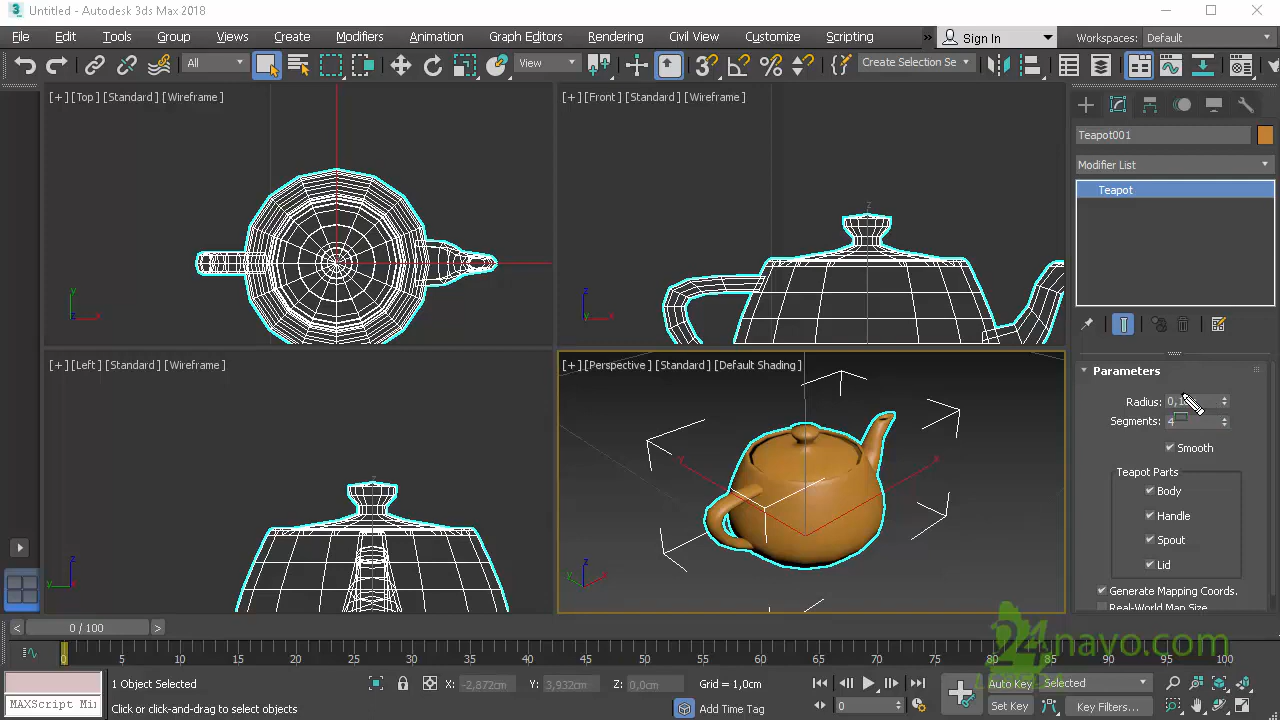 Untitled - Autodesk 3ds Max 2018
File Edit Tools Group Views Create Modifiers Animation Graph Editors Rendering Civil View Customize Scripting » Sign In Workspaces: Default
All View Create Selection Se
[+] [Top] [Standard] [Wireframe]
[+] [Front] [Standard] [Wireframe]
Teapot001
Modifier List
Teapot
z
y
z x
z
y x
[+] [Left] [Standard] [Wireframe]
[+] [Perspective] [Standard] [Default Shading]
Parameters
Radius: 0,1
Segments: 4
Smooth
Teapot Parts
Body
Handle
Spout
Lid
Generate Mapping Coords.
Real-World Map Size
y x
z
z
y
z
y x
24navo.com
< 0 / 100 >
0 5 10 15 20 25 30 35 40 45 50 55 60 65 70 75 80 85 90 95 100
1 Object Selected X: -2,872cm Y: 3,932cm Z: 0,0cm Grid = 1,0cm Auto Key Selected
MAXScript Mi Click or click-and-drag to select objects Add Time Tag 0 Set Key Key Filters...